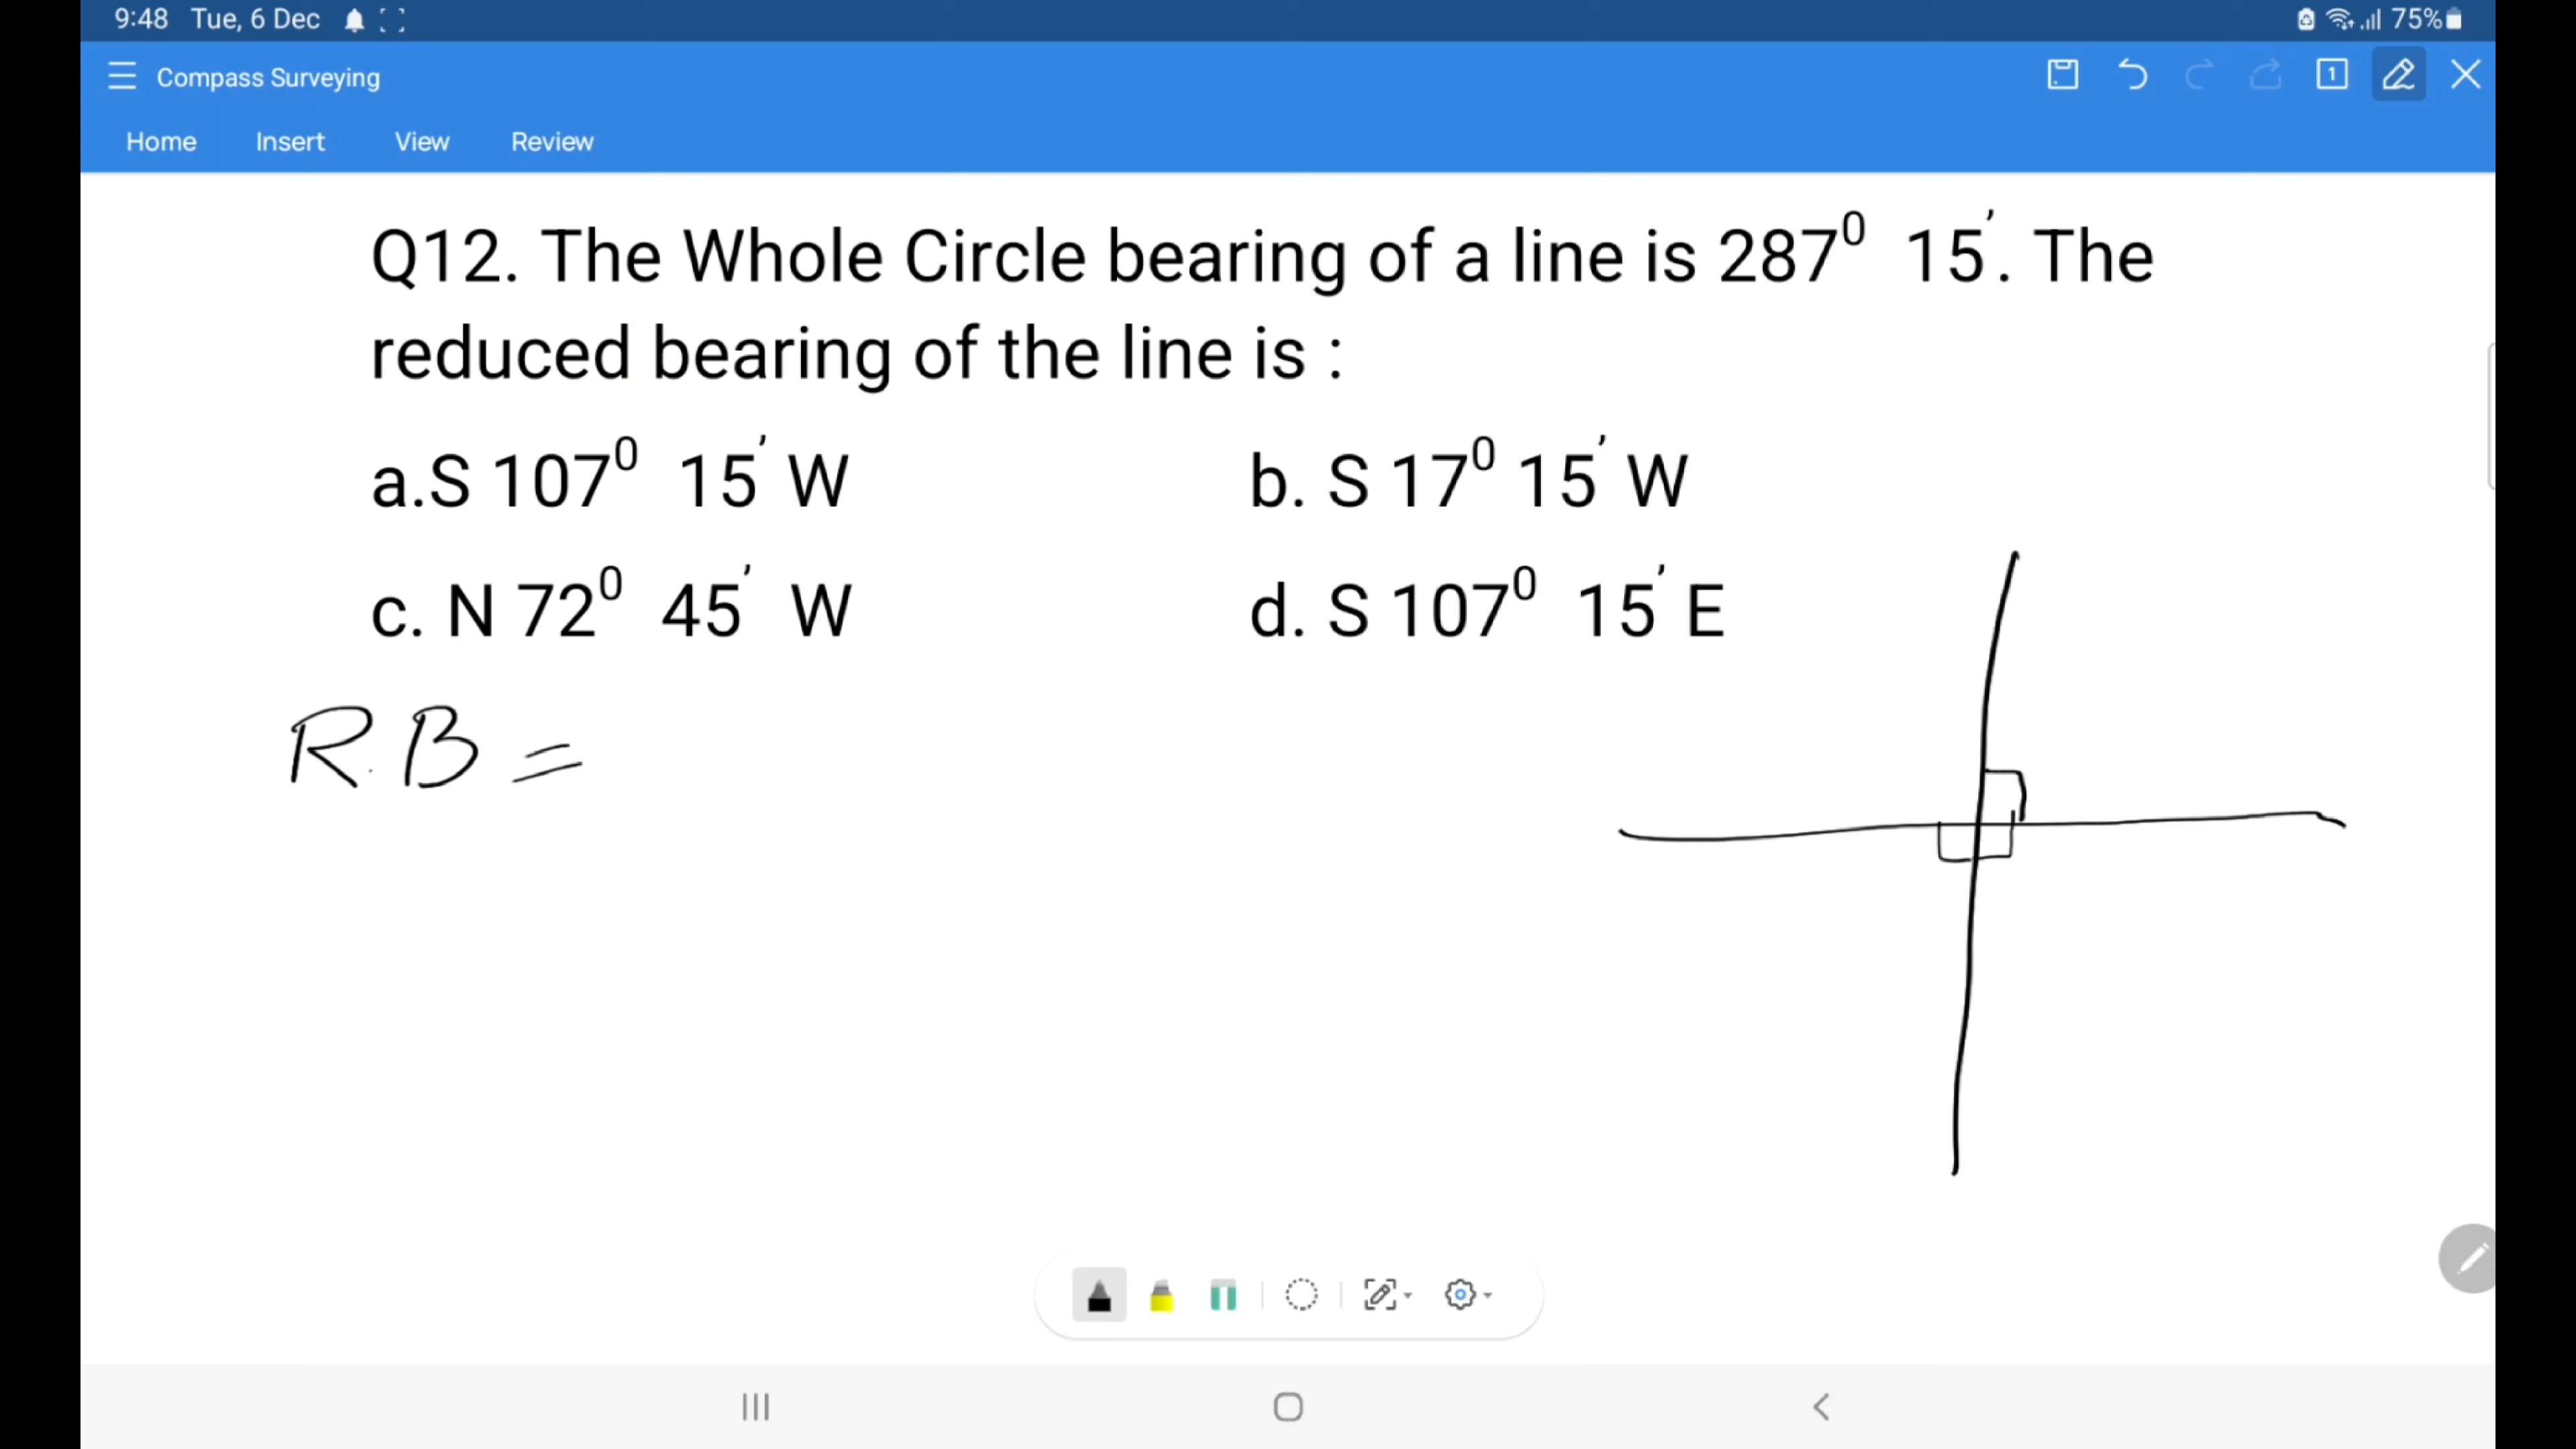 9:48 Tue, 6 Dec 75%
Compass Surveying 1
Home Insert View Review
Q12. The Whole Circle bearing of a line is 287⁰ 15′. The
reduced bearing of the line is :
a.S 107⁰ 15′ W b. S 17⁰ 15′ W
c. N 72⁰ 45′ W d. S 107⁰ 15′ E
R.B =